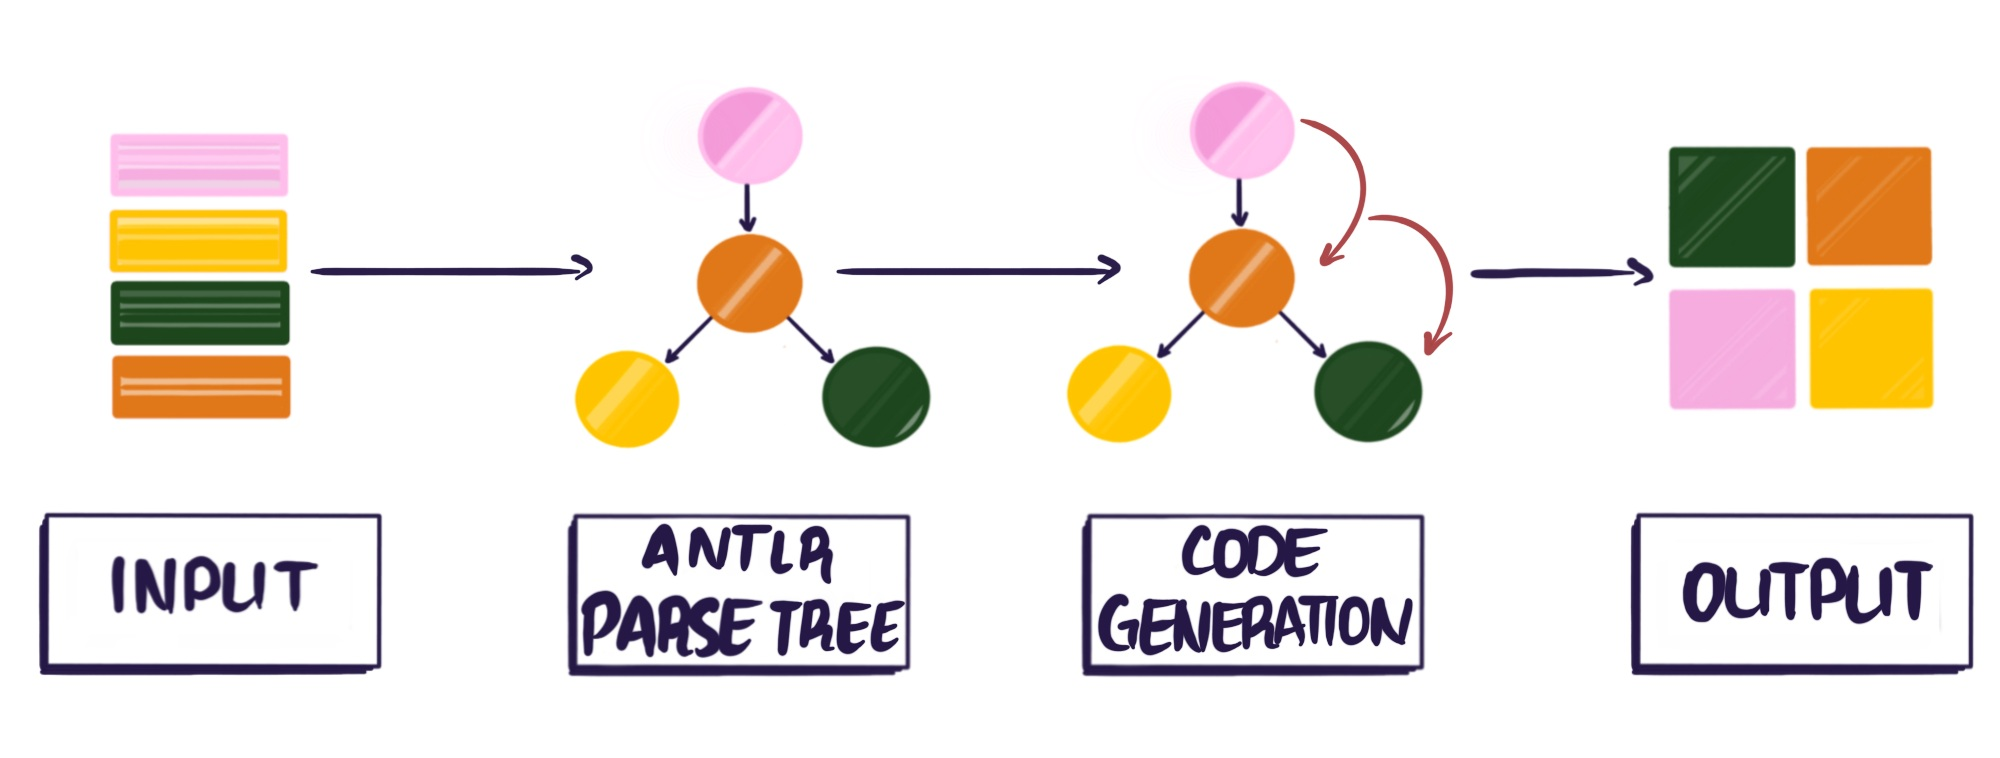 INPUT
ANTLR
PARSE TREE
CODE
GENERATION
OUTPUT